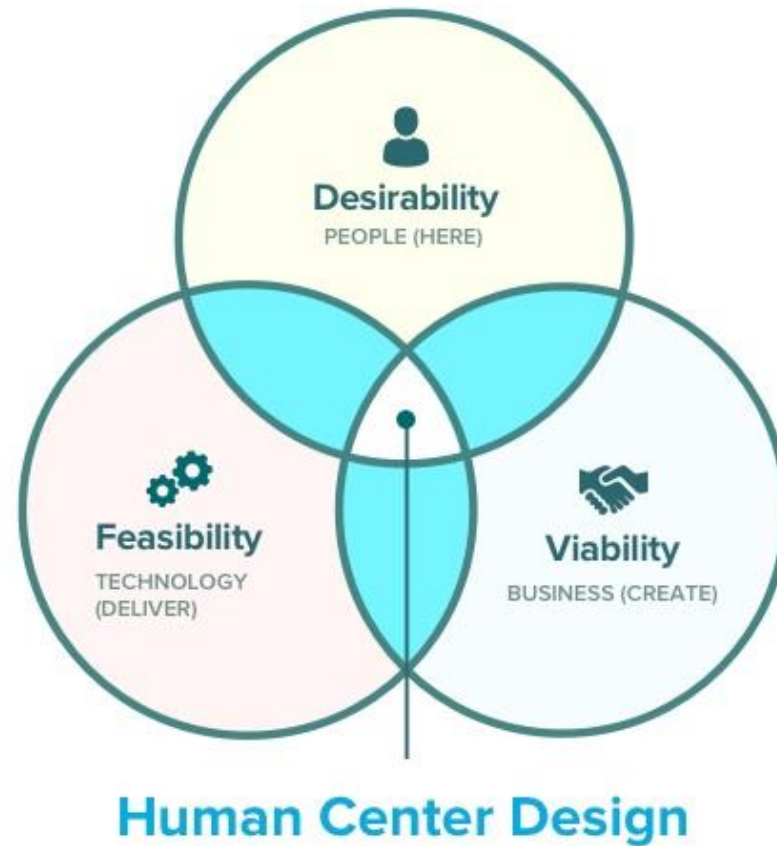 Desirability
PEOPLE (HERE)
Feasibility
TECHNOLOGY
(DELIVER)
Viability
BUSINESS (CREATE)
Human Center Design